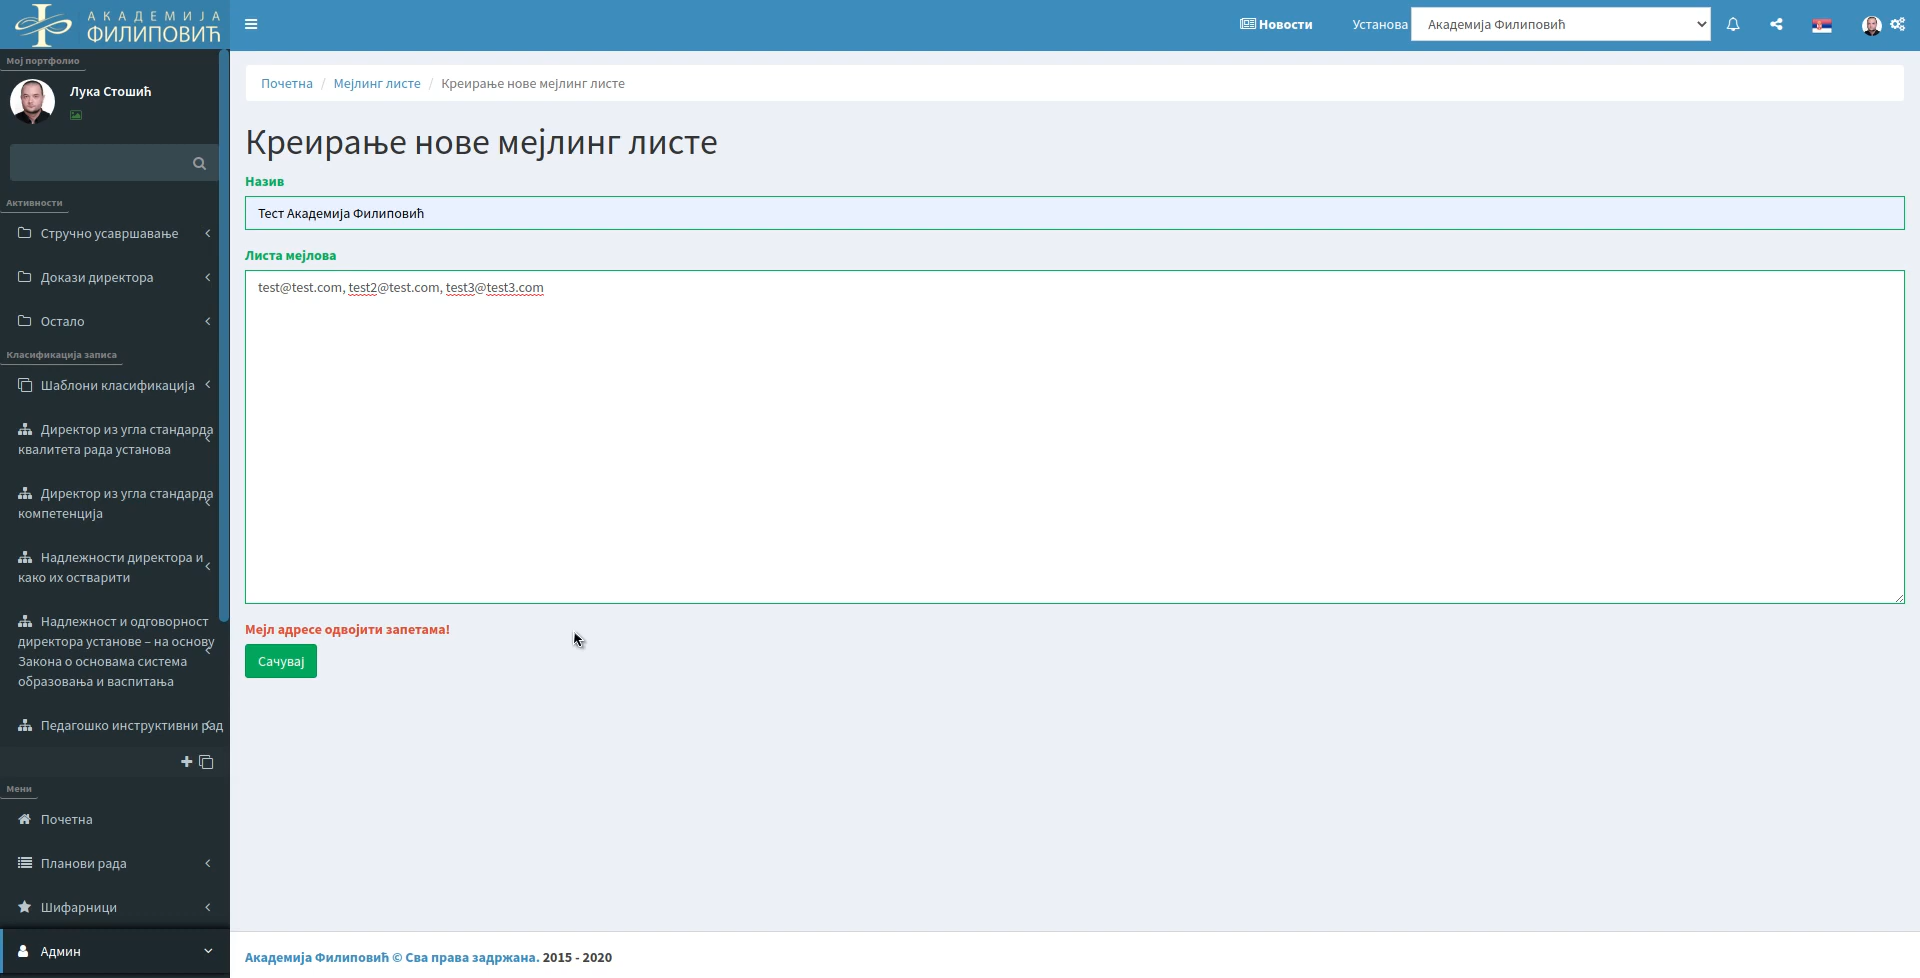 АКАДЕМИЈА
ФИЛИПОВИЋ
Новости
Установа
Академија Филиповић
Мој портфолио
Лука Стошић
Активности
Стручно усавршавање
Докази директора
Остало
Класификација записа
Шаблони класификација
Директор из угла стандарда
квалитета рада установа
Директор из угла стандарда
компетенција
Надлежности директора и
како их остварити
Надлежност и одговорност
директора установе – на основу
Закона о основама система
образовања и васпитања
Педагошко инструктивни рад
Мени
Почетна
Планови рада
Шифарници
Админ
Почетна / Мејлинг листе / Креирање нове мејлинг листе
Креирање нове мејлинг листе
Назив
Тест Академија Филиповић
Листа мејлова
test@test.com, test2@test.com, test3@test3.com
Мејл адресе одвојити запетама!
Сачувај
Академија Филиповић © Сва права задржана. 2015 - 2020